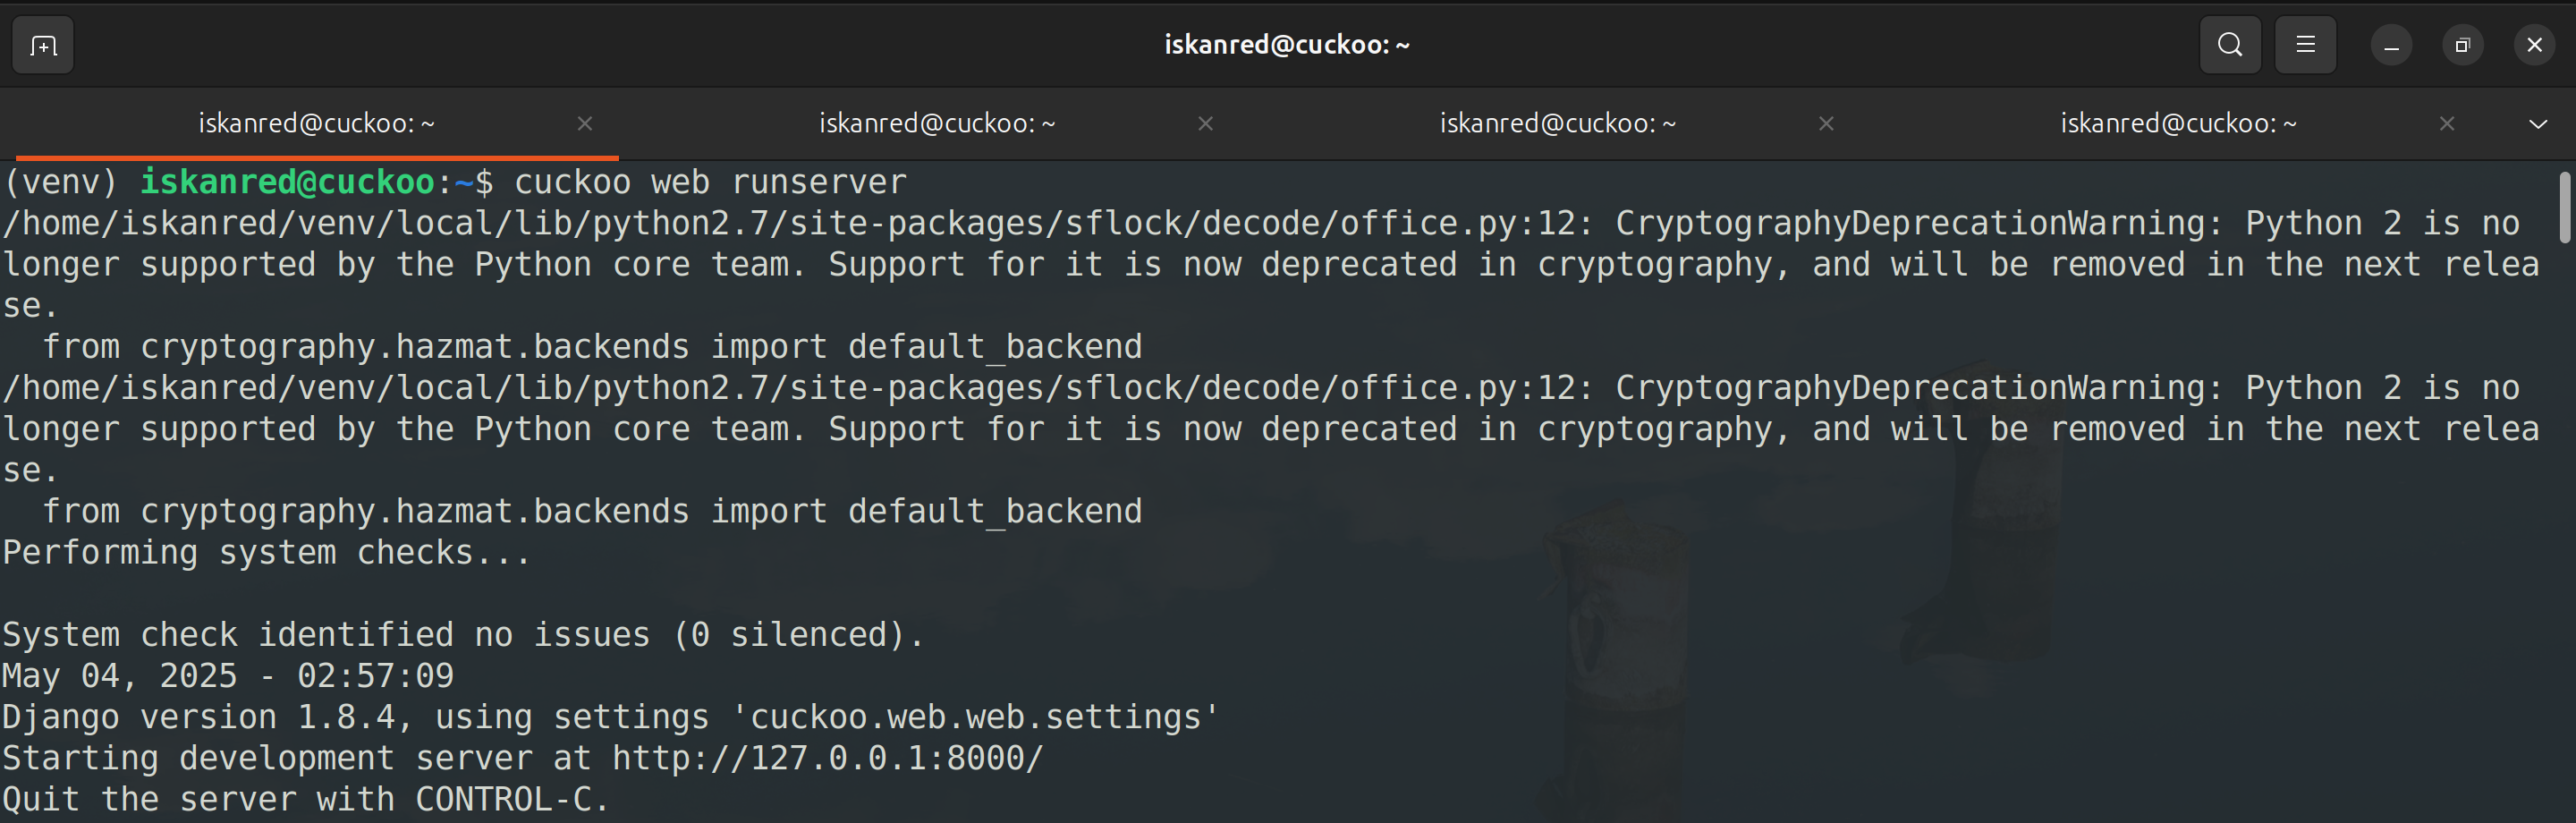 iskanred@cuckoo: ~
iskanred@cuckoo: ~ iskanred@cuckoo: ~ iskanred@cuckoo: ~ iskanred@cuckoo: ~
(venv) iskanred@cuckoo:~$ cuckoo web runserver
/home/iskanred/venv/local/lib/python2.7/site-packages/sflock/decode/office.py:12: CryptographyDeprecationWarning: Python 2 is no
longer supported by the Python core team. Support for it is now deprecated in cryptography, and will be removed in the next relea
se.
  from cryptography.hazmat.backends import default_backend
/home/iskanred/venv/local/lib/python2.7/site-packages/sflock/decode/office.py:12: CryptographyDeprecationWarning: Python 2 is no
longer supported by the Python core team. Support for it is now deprecated in cryptography, and will be removed in the next relea
se.
  from cryptography.hazmat.backends import default_backend
Performing system checks...

System check identified no issues (0 silenced).
May 04, 2025 - 02:57:09
Django version 1.8.4, using settings 'cuckoo.web.web.settings'
Starting development server at http://127.0.0.1:8000/
Quit the server with CONTROL-C.